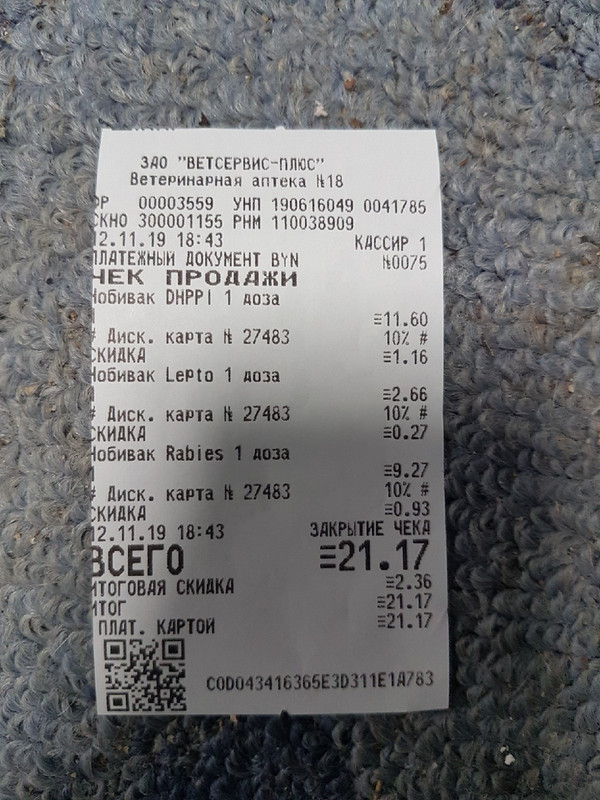 ЗАО "ВЕТСЕРВИС-ПЛЮС"
Ветеринарная аптека №18
ОР 00003559 УНП 190616049 0041785
СКНО 300001155 РНМ 110038909
12.11.19 18:43 КАССИР 1
ПЛАТЕЖНЫЙ ДОКУМЕНТ BYN №0075
ЧЕК ПРОДАЖИ
Нобивак DHPPI 1 доза
≡11.60
# Диск. карта № 27483 10% #
СКИДКА ≡1.16
Нобивак Lepto 1 доза
≡2.66
# Диск. карта № 27483 10% #
СКИДКА ≡0.27
Нобивак Rabies 1 доза
≡9.27
# Диск. карта № 27483 10% #
СКИДКА ≡0.93
12.11.19 18:43 ЗАКРЫТИЕ ЧЕКА
ВСЕГО ≡21.17
ИТОГОВАЯ СКИДКА ≡2.36
ИТОГ ≡21.17
ПЛАТ. КАРТОЙ ≡21.17
C0D043416365E3D311E1A783